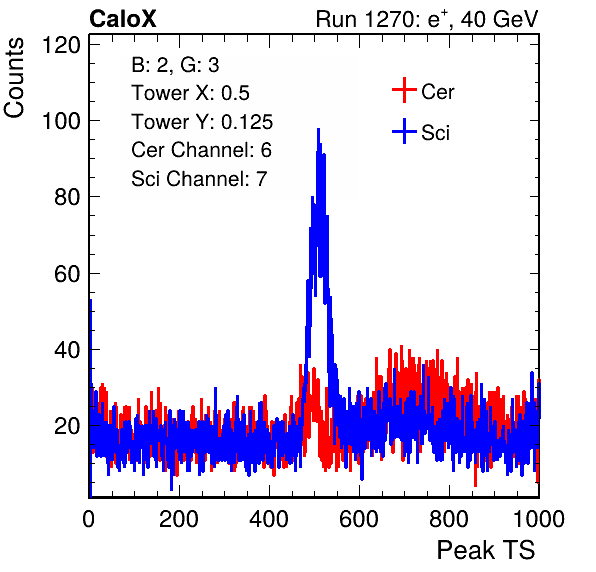 CaloX Run 1270: e⁺, 40 GeV
Counts
120
100
80
60
40
20
B: 2, G: 3
Tower X: 0.5
Tower Y: 0.125
Cer Channel: 6
Sci Channel: 7
Cer
Sci
0 200 400 600 800 1000
Peak TS